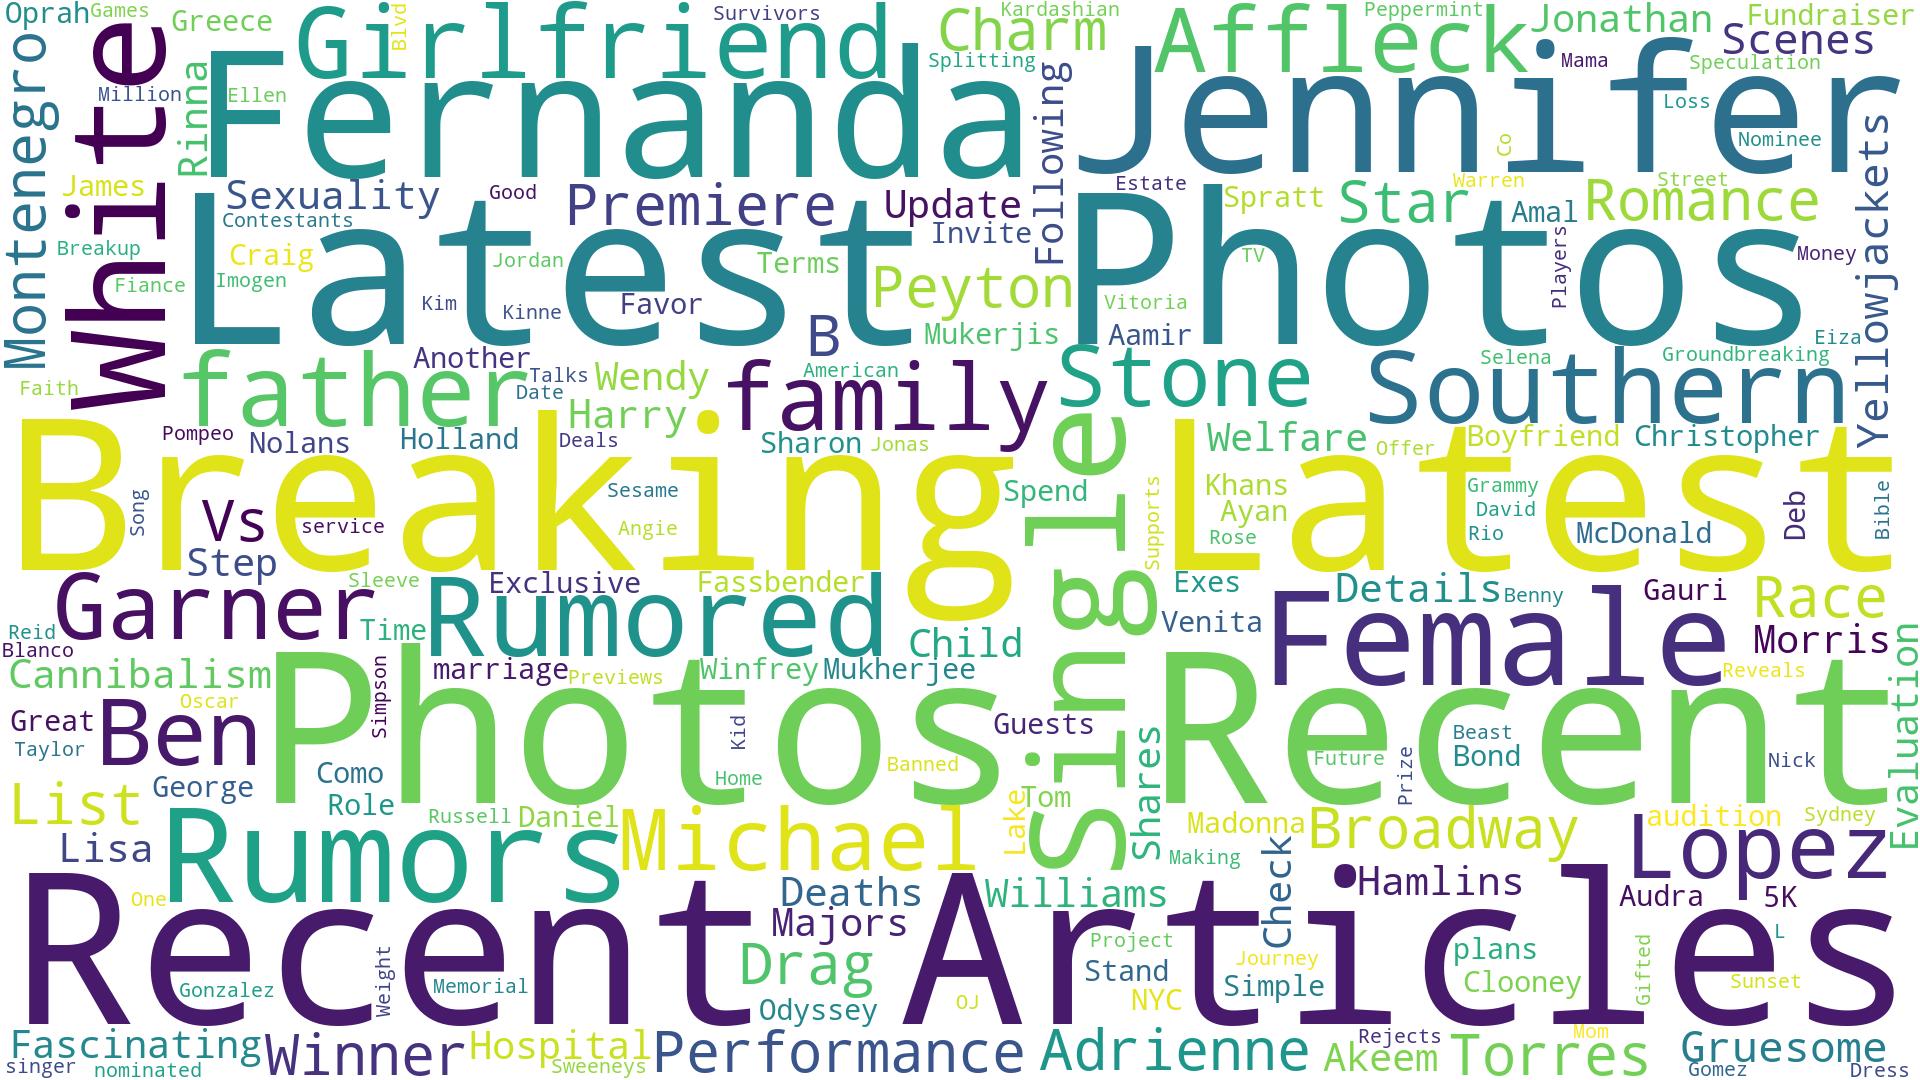 Oprah
Games
Greece
Girlfriend
Blvd
Survivors
Charm
Kardashian
Affleck
Peppermint
Jonathan
Fundraiser
Scenes
Montenegro
White
Million
Rinna
Ellen
Fernanda
Splitting
Following
Jennifer
Mama
Speculation
Loss
Nominee
Co
Yellowjackets
James
Sexuality
Good
Premiere
Update
Estate
Spratt
Star
Warren
Street
Amal
Romance
Contestants
Invite
Breakup
Craig
Latest
Jordan
Terms
Photos
TV
Players
Money
Fiance
Imogen
Kim
Kinne
Favor
Peyton
Vitoria
B
Mukerjis
Aamir
Eiza
father
Another
Talks
Date
Wendy
Harry
American
family
Stone
Selena
Groundbreaking
Southern
Faith
Pompeo
Nolans
Holland
Deals
Sharon
Jonas
Single
Welfare
Offer
Boyfriend
Christopher
Breaking
Latest
Song
Vs
service
Sesame
Angie
Spend
Supports
Khans
Ayan
Rose
Grammy
David
Rio
McDonald
Deb
Bible
Step
Garner
Sleeve
Exclusive
Fassbender
Exes
Details
Benny
Gauri
Race
Reid
Blanco
Time
Rumored
Child
Venita
Female
Morris
Cannibalism
Simpson
marriage
Previews
Winfrey
Mukherjee
Reveals
Evaluation
Oscar
Great
Taylor
Ben
Photos
Kid
Guests
Recent
Beast
Bond
Future
Prize
Nick
George
Como
Role
Home
Banned
Shares
List
Russell
Daniel
Michael
Lake
Tom
Madonna
Broadway
audition
Sydney
Lisa
Rumors
Making
Check
Lopez
One
Deaths
Williams
Hamlins
Audra
5K
Majors
Recent
Articles
Drag
Project
Journey
plans
L
Gonzalez
Weight
Memorial
Stand
Simple
Clooney
Gifted
Sunset
Odyssey
OJ
NYC
Fascinating
Winner
Hospital
Performance
Adrienne
Rejects
Akeem
Mom
Torres
Gruesome
singer
nominated
Sweeneys
Gomez
Dress